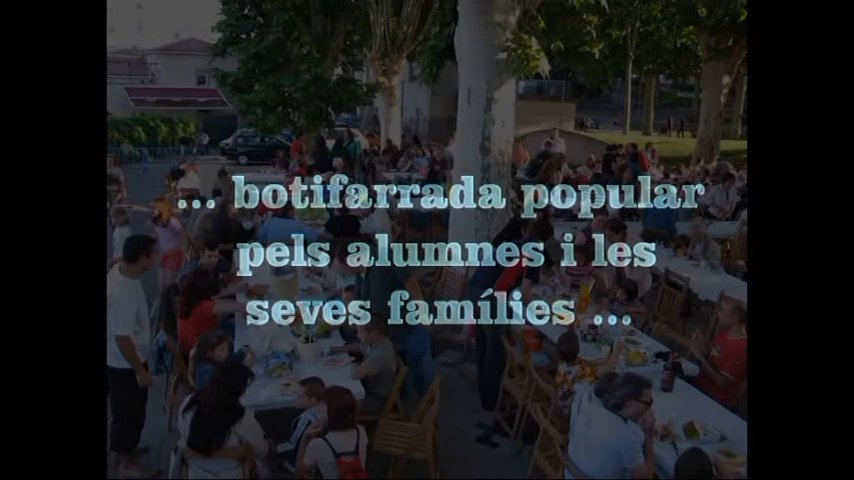 ... botifarrada popular
pels alumnes i les
seves famílies ...